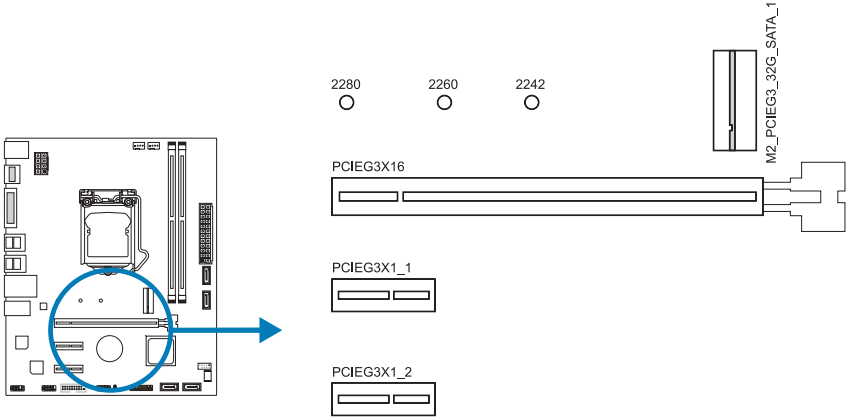 2280
2260
2242
M2_PCIEG3_32G_SATA_1
PCIEG3X16
PCIEG3X1_1
PCIEG3X1_2